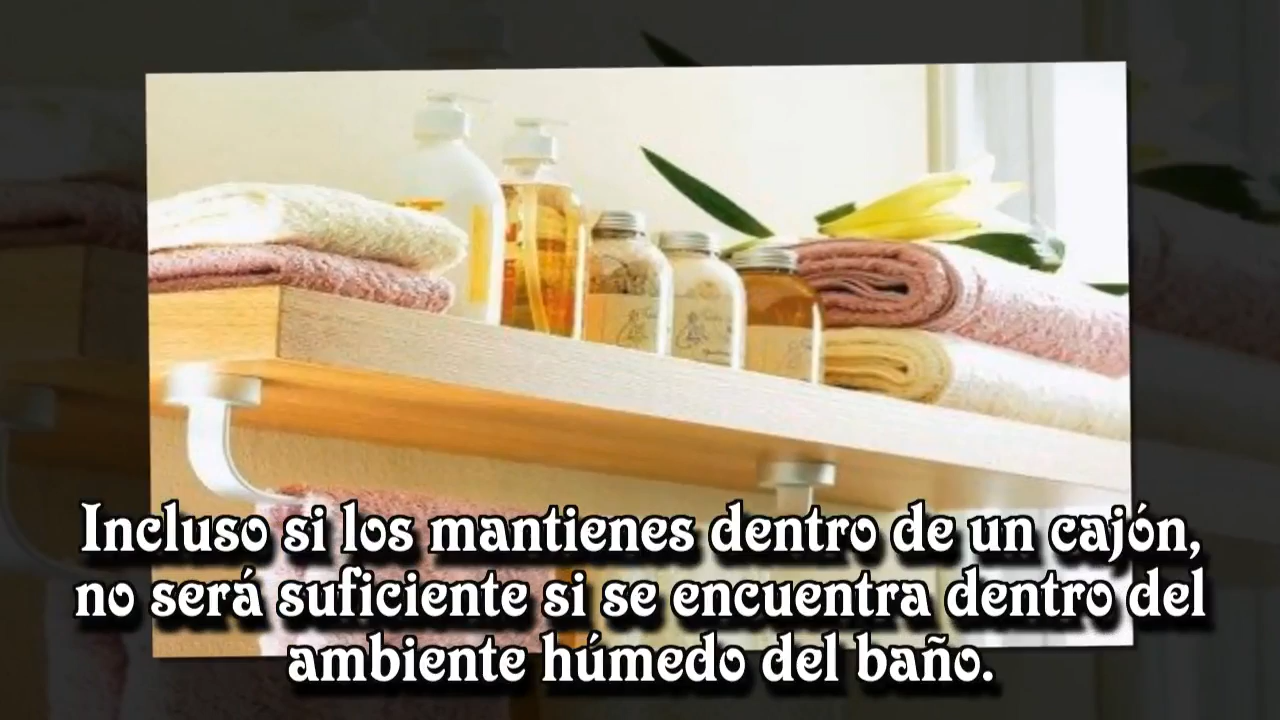 Incluso si los mantienes dentro de un cajón,
no será suficiente si se encuentra dentro del
ambiente húmedo del baño.